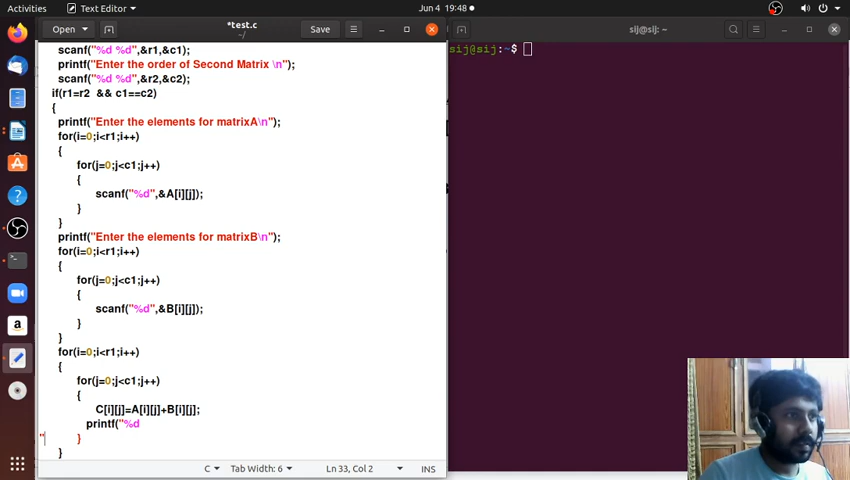 Activities
Text Editor
Jun 4 19:48
Open
*test.c
~/
Save
sij@sij: ~
sij@sij:~$
scanf("%d %d",&r1,&c1);
printf("Enter the order of Second Matrix \n");
scanf("%d %d",&r2,&c2);
if(r1=r2 && c1==c2)
{
printf("Enter the elements for matrixA\n");
for(i=0;i<r1;i++)
{
for(j=0;j<c1;j++)
{
scanf("%d",&A[i][j]);
}
}
printf("Enter the elements for matrixB\n");
for(i=0;i<r1;i++)
{
for(j=0;j<c1;j++)
{
scanf("%d",&B[i][j]);
}
}
for(i=0;i<r1;i++)
{
for(j=0;j<c1;j++)
{
C[i][j]=A[i][j]+B[i][j];
printf("%d
" }
}
C
Tab Width: 6
Ln 33, Col 2
INS